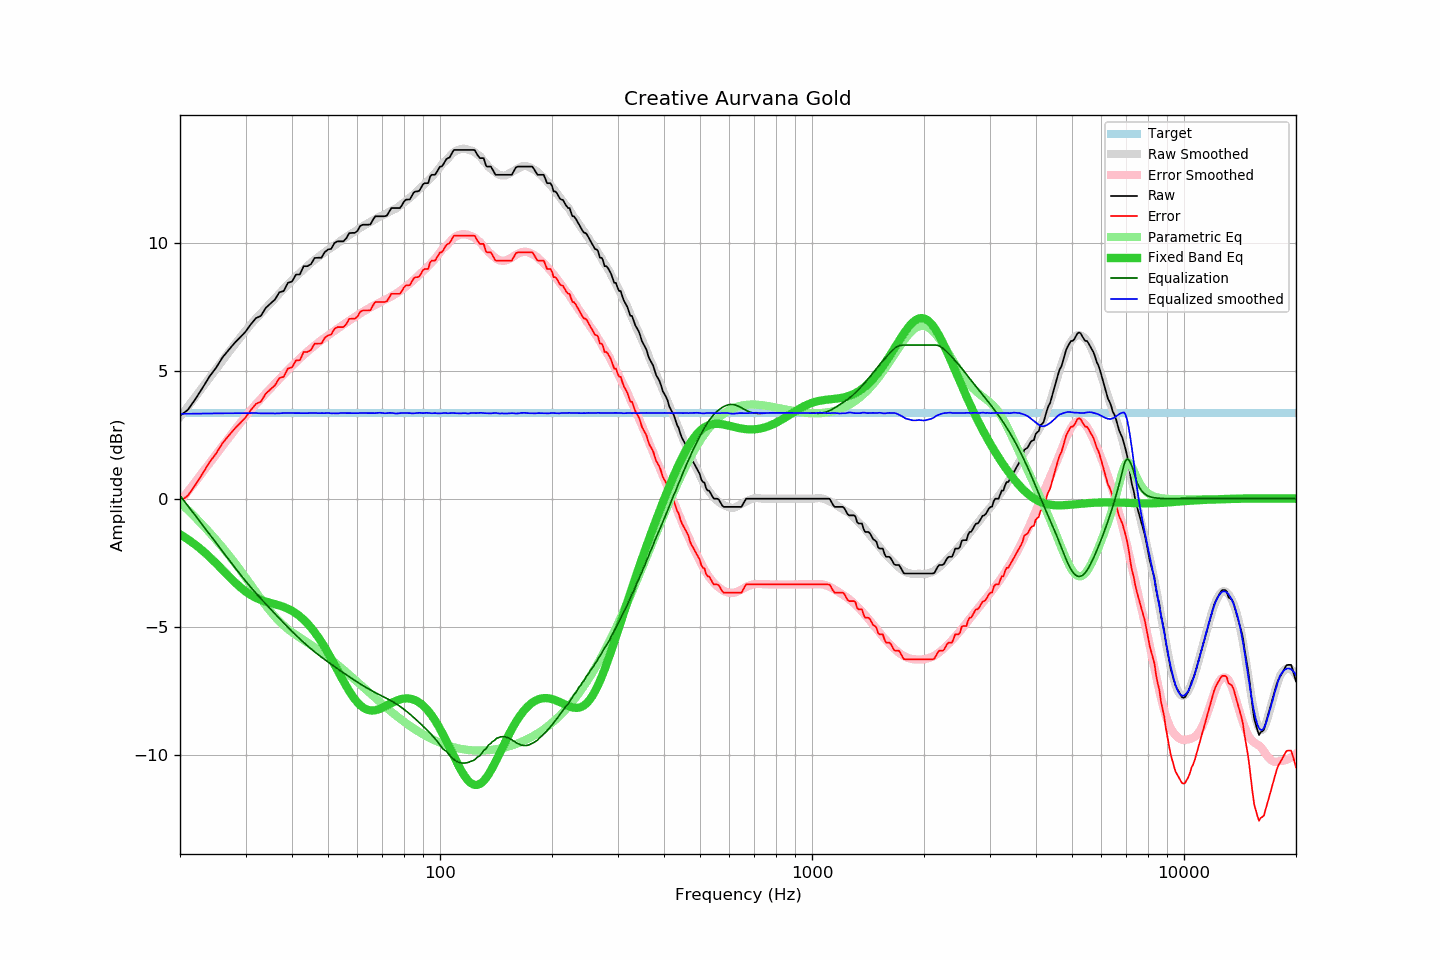 Creative Aurvana Gold
Target
Raw Smoothed
Error Smoothed
Raw
Error
Parametric Eq
Fixed Band Eq
Equalization
Equalized smoothed
Amplitude (dBr)
10
5
0
−5
−10
100
1000
10000
Frequency (Hz)